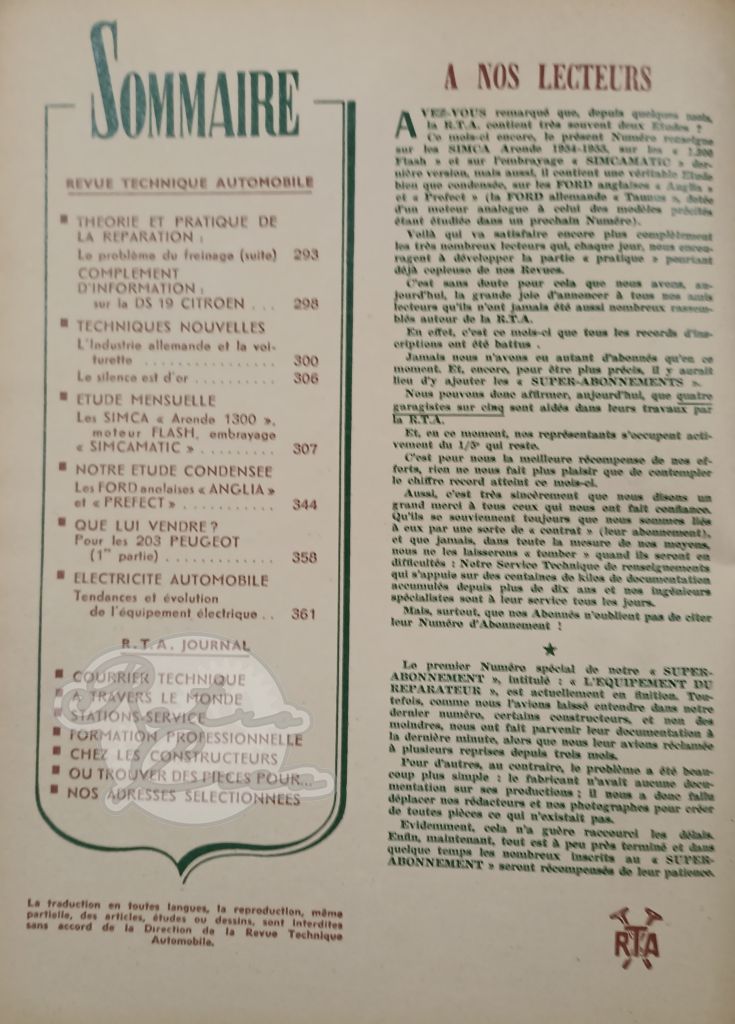 SOMMAIRE
REVUE TECHNIQUE AUTOMOBILE
THEORIE ET PRATIQUE DE
LA REPARATION :
Le problème du freinage (suite) 293
COMPLEMENT
D'INFORMATION :
sur la DS 19 CITROEN . . . 298
TECHNIQUES NOUVELLES
L'Industrie allemande et la voi-
turette . . . . . . . . . . . . . . . 300
Le silence est d'or . . . . . . . . . . 306
ETUDE MENSUELLE
Les SIMCA « Aronde 1300 »,
moteur FLASH, embrayage
« SIMCAMATIC » . . . . . . . . . 307
NOTRE ETUDE CONDENSEE
Les FORD anglaises « ANGLIA »
et « PREFECT » . . . . . . . . . . . 344
QUE LUI VENDRE ?
Pour les 203 PEUGEOT
(1re partie) . . . . . . . . . . . . . 358
ELECTRICITE AUTOMOBILE
Tendances et évolution
de l'équipement électrique . . 361
R.T.A. JOURNAL
COURRIER TECHNIQUE
A TRAVERS LE MONDE
STATIONS-SERVICE
FORMATION PROFESSIONNELLE
CHEZ LES CONSTRUCTEURS
OU TROUVER DES PIECES POUR...
NOS ADRESSES SELECTIONNEES
La traduction en toutes langues, la reproduction, même
partielle, des articles, études ou dessins, sont interdites
sans accord de la Direction de la Revue Technique
Automobile.
A NOS LECTEURS
AVEZ-VOUS remarqué que, depuis quelques mois,
la R.T.A. contient très souvent deux Etudes ?
Ce mois-ci encore, le présent Numéro renseigne
sur les SIMCA Aronde 1954-1955, sur les « 1.300
Flash » et sur l'embrayage « SIMCAMATIC » der-
nière version, mais aussi, il contient une véritable Etude
bien que condensée, sur les FORD anglaises « Anglia »
et « Prefect » (la FORD allemande « Taunus », dotée
d'un moteur analogue à celui des modèles précités
étant étudiée dans un prochain Numéro).
Voilà qui va satisfaire encore plus complètement
les très nombreux lecteurs qui, chaque jour, nous encou-
ragent à développer la partie « pratique » pourtant
déjà copieuse de nos Revues.
C'est sans doute pour cela que nous avons, au-
jourd'hui, la grande joie d'annoncer à tous nos amis
lecteurs qu'ils n'ont jamais été aussi nombreux rassem-
blés autour de la R.T.A.
En effet, c'est ce mois-ci que tous les records d'ins-
criptions ont été battus .
Jamais nous n'avons eu autant d'abonnés qu'en ce
moment. Et, encore, pour être plus précis, il y aurait
lieu d'y ajouter les « SUPER-ABONNEMENTS ».
Nous pouvons donc affirmer, aujourd'hui, que quatre
garagistes sur cinq sont aidés dans leurs travaux par
la R.T.A.
Et, en ce moment, nos représentants s'occupent acti-
vement du 1/5e qui reste.
C'est pour nous la meilleure récompense de nos ef-
forts, rien ne nous fait plus plaisir que de contempler
le chiffre record atteint ce mois-ci.
Aussi, c'est très sincèrement que nous disons un
grand merci à tous ceux qui nous ont fait confiance.
Qu'ils se souviennent toujours que nous sommes liés
à eux par une sorte de « contrat » (leur abonnement),
et que jamais, dans toute la mesure de nos moyens,
nous ne les laisserons « tomber » quand ils seront en
difficultés : Notre Service Technique de renseignements
qui s'appuie sur des centaines de kilos de documentation
accumulés depuis plus de dix ans et nos ingénieurs
spécialistes sont à leur service tous les jours.
Mais, surtout, que nos Abonnés n'oublient pas de citer
leur Numéro d'Abonnement !
Le premier Numéro spécial de notre « SUPER-
ABONNEMENT », intitulé : « L'EQUIPEMENT DU
REPARATEUR », est actuellement en finition. Tou-
tefois, comme nous l'avions laissé entendre dans notre
dernier numéro, certains constructeurs, et non des
moindres, nous ont fait parvenir leur documentation à
la dernière minute, alors que nous leur avions réclamée
à plusieurs reprises depuis trois mois.
Pour d'autres, au contraire, le problème a été beau-
coup plus simple : le fabricant n'avait aucune docu-
mentation sur ses productions ; il nous a donc fallu
déplacer nos rédacteurs et nos photographes pour créer
de toutes pièces ce qui n'existait pas.
Evidemment, cela n'a guère raccourci les délais.
Enfin, maintenant, tout est à peu près terminé et dans
quelque temps les nombreux inscrits au « SUPER-
ABONNEMENT » seront récompensés de leur patience.
RTA